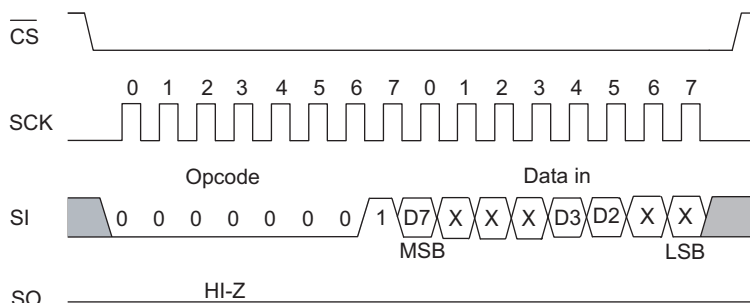 CS
0 1 2 3 4 5 6 7 0 1 2 3 4 5 6 7
SCK
Opcode Data in
SI 0 0 0 0 0 0 0 1 D7 X X X D3 D2 X X
MSB LSB
HI-Z
SO